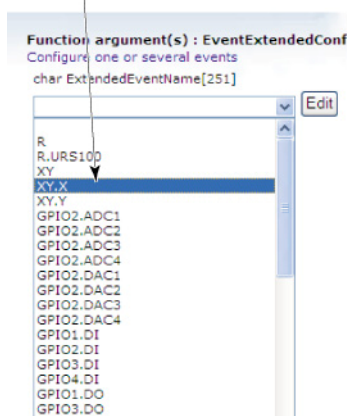 Function argument(s) : EventExtendedConf
Configure one or several events
char ExtendedEventName[251]
Edit
R
R.URS100
XY
XY.X
XY.Y
GPIO2.ADC1
GPIO2.ADC2
GPIO2.ADC3
GPIO2.ADC4
GPIO2.DAC1
GPIO2.DAC2
GPIO2.DAC3
GPIO2.DAC4
GPIO1.DI
GPIO2.DI
GPIO3.DI
GPIO4.DI
GPIO1.DO
GPIO3.DO